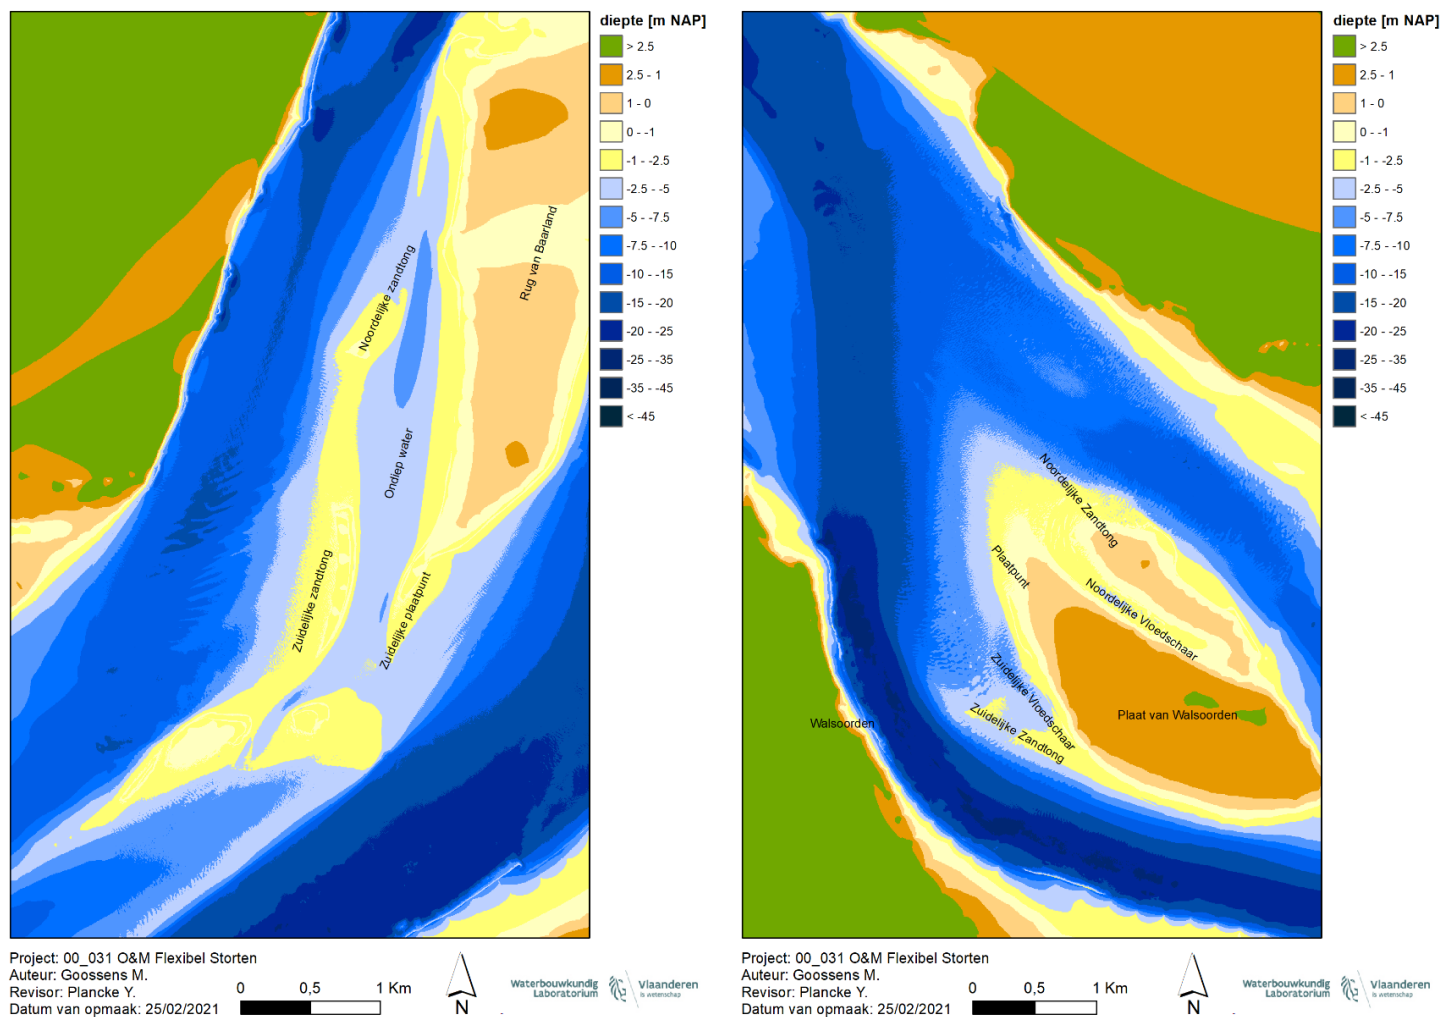 diepte [m NAP]
> 2.5
2.5 - 1
1 - 0
0 - -1
-1 - -2.5
-2.5 - -5
-5 - -7.5
-7.5 - -10
-10 - -15
-15 - -20
-20 - -25
-25 - -35
-35 - -45
< -45
Rug van Baarland
Noordelijke zandtong
Ondiep water
Zuidelijke zandtong
Zuidelijke plaatpunt
Project: 00_031 O&M Flexibel Storten
Auteur: Goossens M.
Revisor: Plancke Y.
Datum van opmaak: 25/02/2021
0 0,5 1 Km
N
Waterbouwkundig
Laboratorium
Vlaanderen
is wetenschap
diepte [m NAP]
> 2.5
2.5 - 1
1 - 0
0 - -1
-1 - -2.5
-2.5 - -5
-5 - -7.5
-7.5 - -10
-10 - -15
-15 - -20
-20 - -25
-25 - -35
-35 - -45
< -45
Noordelijke Zandtong
Plaatpunt
Noordelijke Vloedschaar
Zuidelijke Vloedschaar
Zuidelijke Zandtong
Plaat van Walsoorden
Walsoorden
Project: 00_031 O&M Flexibel Storten
Auteur: Goossens M.
Revisor: Plancke Y.
Datum van opmaak: 25/02/2021
0 0,5 1 Km
N
Waterbouwkundig
Laboratorium
Vlaanderen
is wetenschap